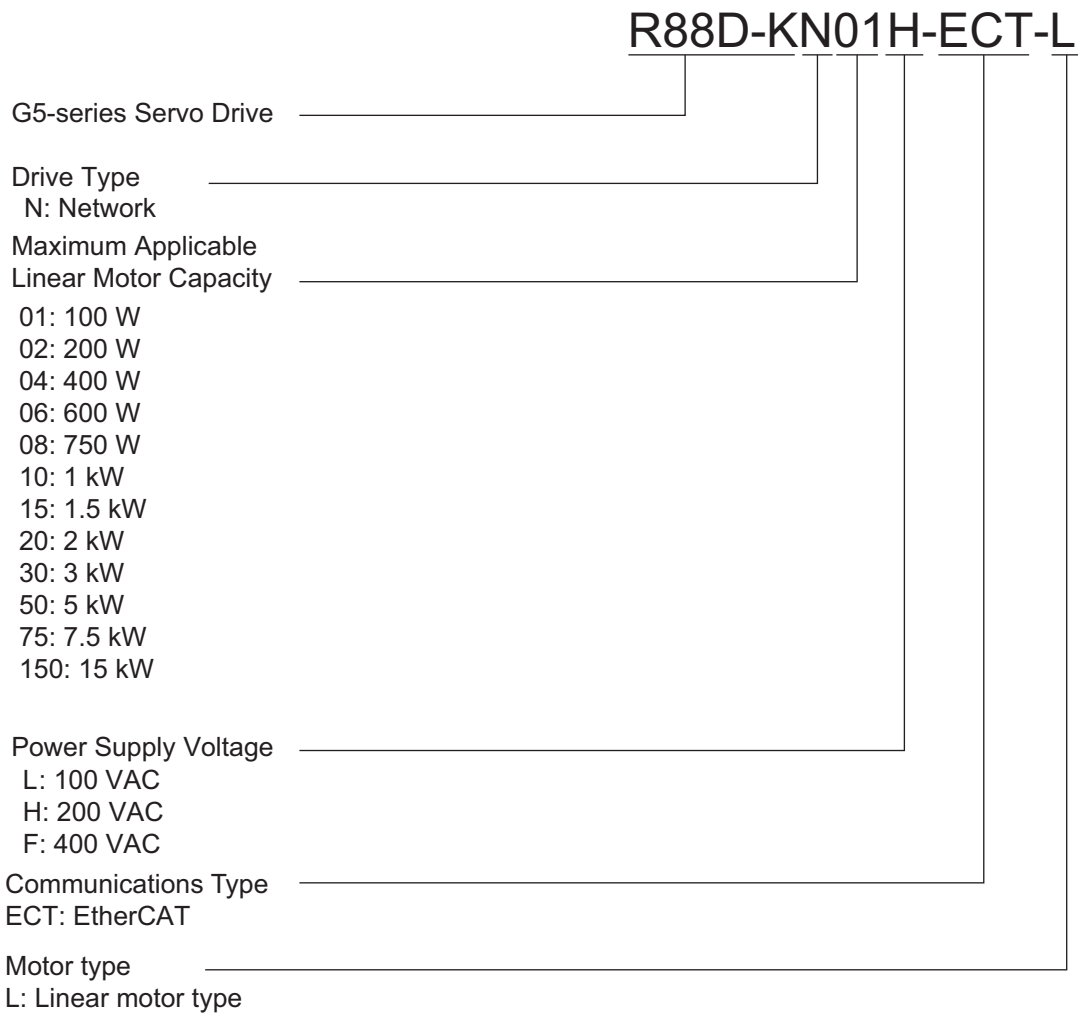 R88D-KN01H-ECT-L
G5-series Servo Drive
Drive Type
N: Network
Maximum Applicable
Linear Motor Capacity
01: 100 W
02: 200 W
04: 400 W
06: 600 W
08: 750 W
10: 1 kW
15: 1.5 kW
20: 2 kW
30: 3 kW
50: 5 kW
75: 7.5 kW
150: 15 kW
Power Supply Voltage
L: 100 VAC
H: 200 VAC
F: 400 VAC
Communications Type
ECT: EtherCAT
Motor type
L: Linear motor type